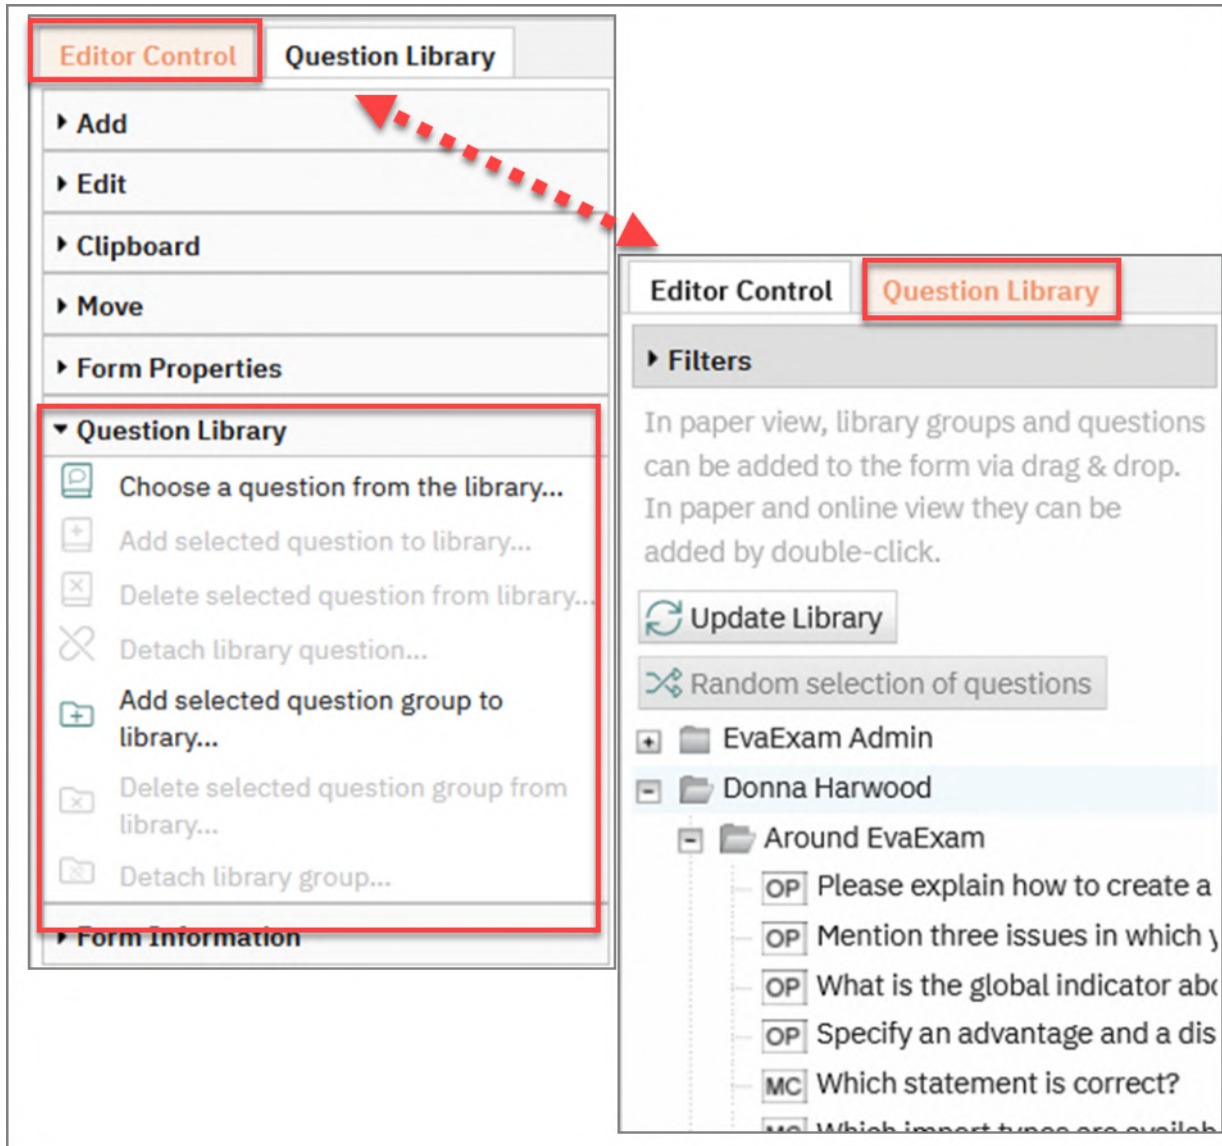 Editor Control
Question Library
Add
Edit
Clipboard
Move
Form Properties
Question Library
Choose a question from the library...
Add selected question to library...
Delete selected question from library...
Detach library question...
Add selected question group to
library...
Delete selected question group from
library...
Detach library group...
Form Information
Editor Control
Question Library
Filters
In paper view, library groups and questions
can be added to the form via drag & drop.
In paper and online view they can be
added by double-click.
Update Library
Random selection of questions
EvaExam Admin
Donna Harwood
Around EvaExam
OP Please explain how to create a
OP Mention three issues in which
OP What is the global indicator
OP Specify an advantage and a
MC Which statement is correct?
MC Which import types are